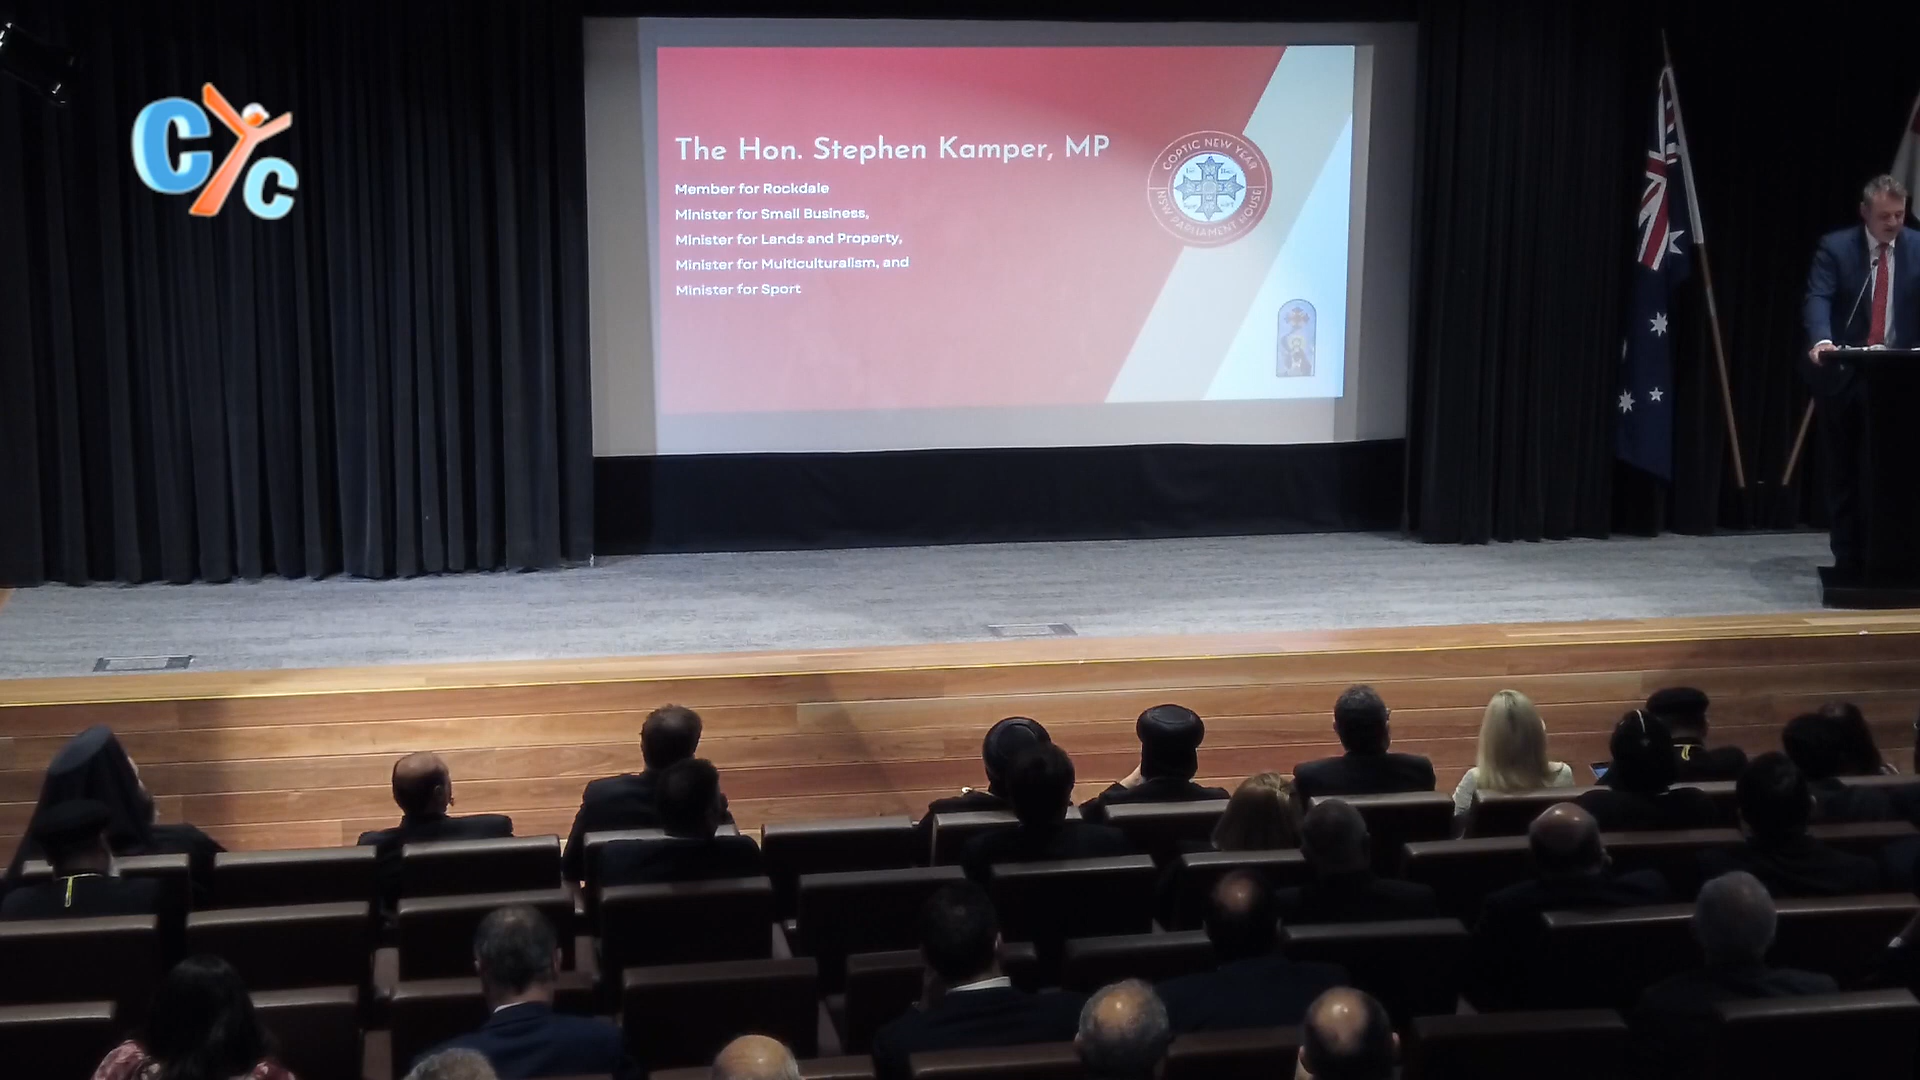 CYC
The Hon. Stephen Kamper, MP
Member for Rockdale
Minister for Small Business,
Minister for Lands and Property,
Minister for Multiculturalism, and
Minister for Sport
COPTIC NEW YEAR
NSW PARLIAMENT HOUSE